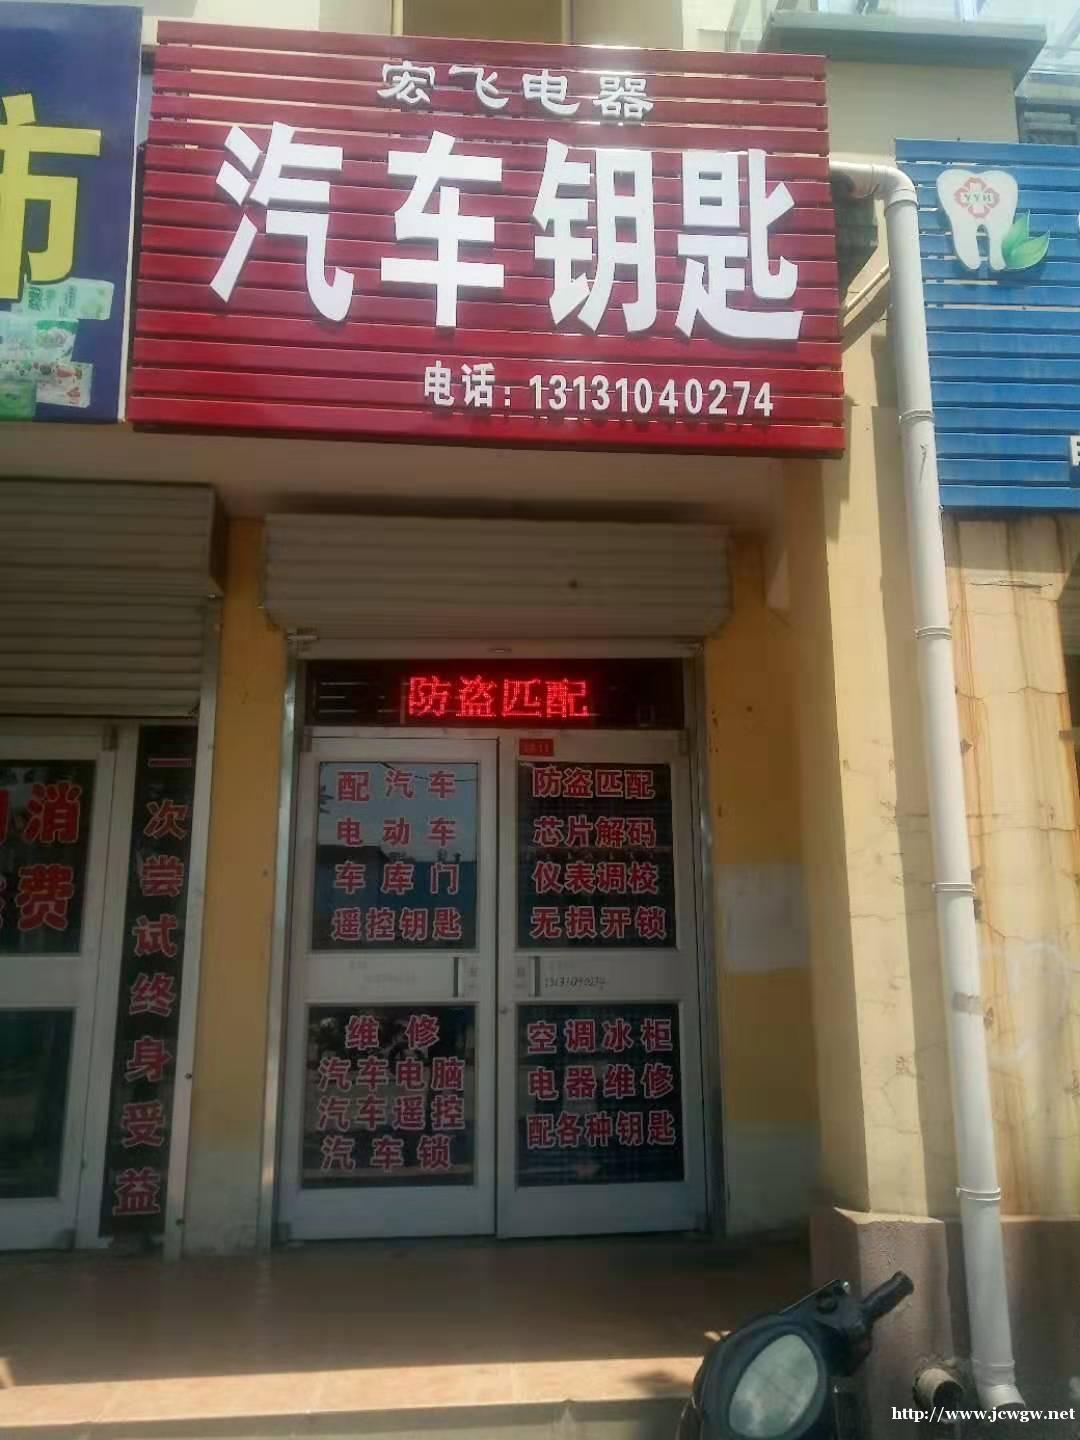 市
宏飞电器
汽车钥匙
电话：13131040274
YYH
防盗匹配
配汽车
电动车
车库门
遥控钥匙
防盗匹配
芯片解码
仪表调校
无损开锁
13131040274
维修
汽车电脑
汽车遥控
汽车锁
空调冰柜
电器维修
配各种钥匙
消
费
一次尝试终身受益
http://www.jcwgw.net